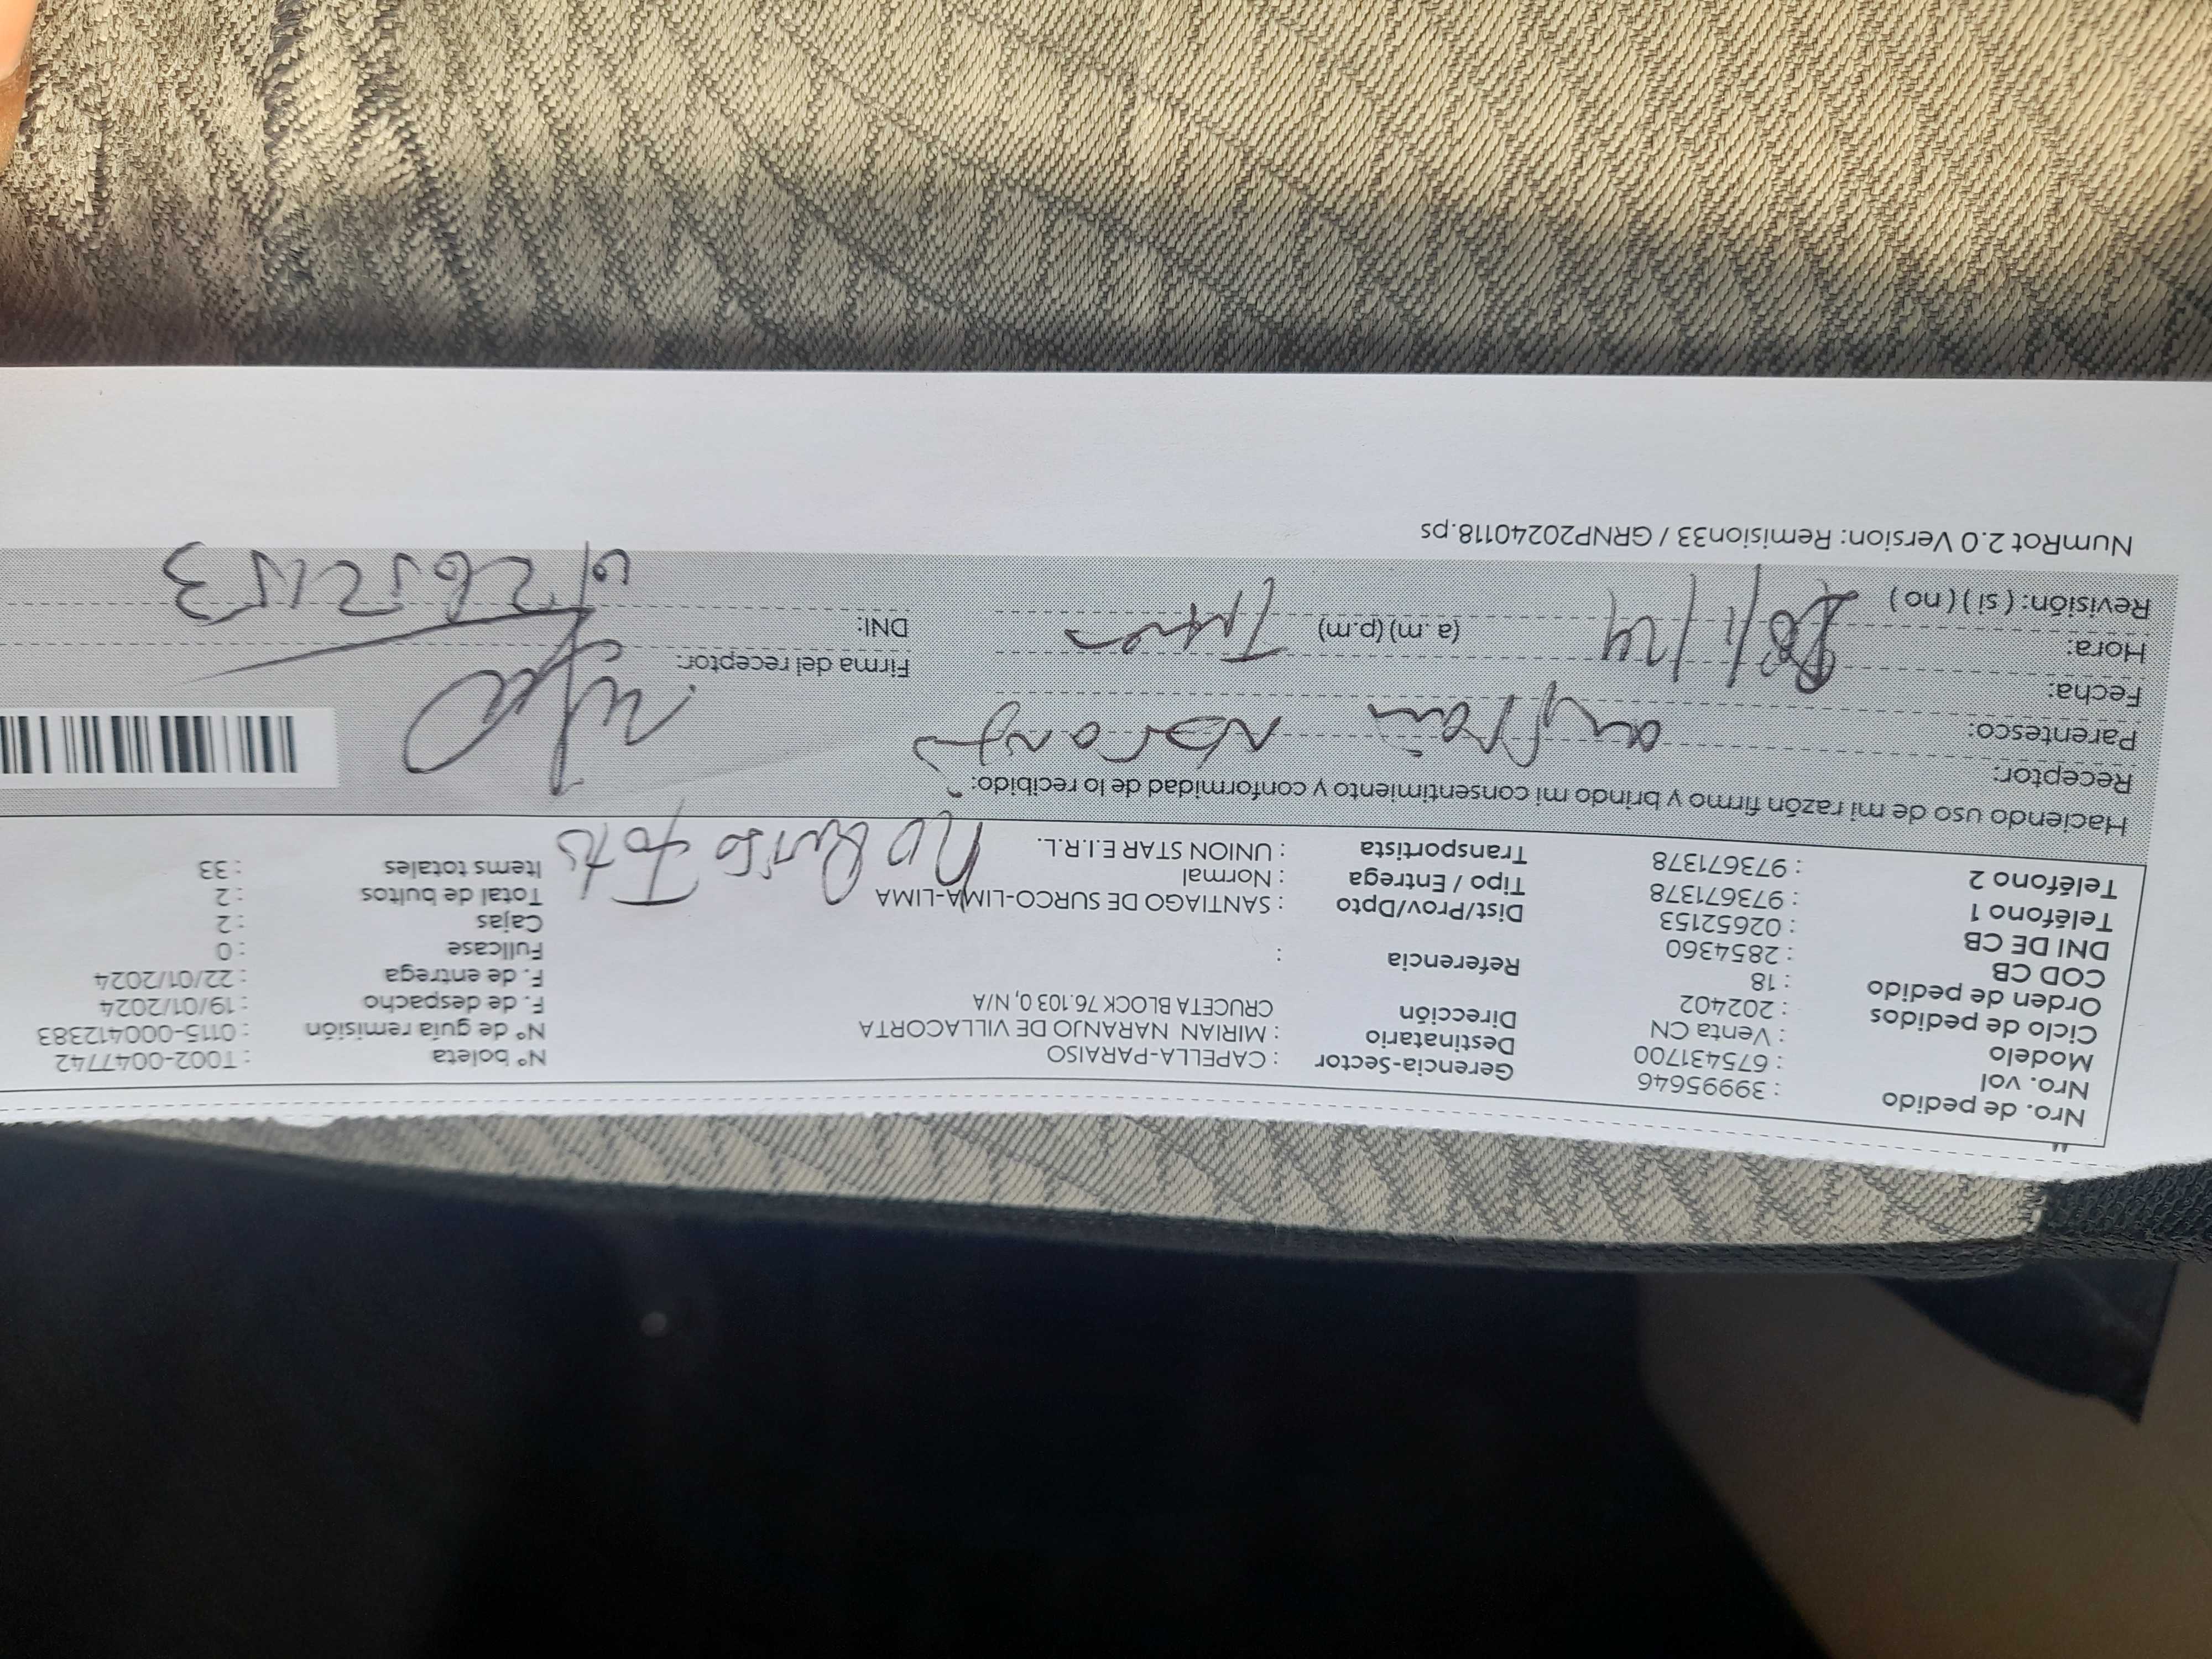 Nro. de pedido : 39995646
Nro. vol : 675431700
Modelo : Venta CN
Ciclo de pedidos : 202402
Orden de pedido : 18
COD CB : 2854360
DNI DE CB : 02652153
Teléfono 1 : 973671378
Teléfono 2 : 973671378
Gerencia-Sector : CAPELLA-PARAISO
Destinatario : MIRIAN NARANJO DE VILLACORTA
Dirección CRUCETA BLOCK 76.103 0, N/A
Referencia :
Dist/Prov/Dpto : SANTIAGO DE SURCO-LIMA-LIMA
Tipo / Entrega : Normal
Transportista : UNION STAR E.I.R.L.
N° boleta : T002-0047742
N° de guía remisión : 0115-000412383
F. de despacho : 19/01/2024
F. de entrega : 22/01/2024
Fullcase : 0
Cajas : 2
Total de bultos : 2
Items totales : 33
Haciendo uso de mi razón firmo y brindo mi consentimiento y conformidad de lo recibido:
Receptor:
Parentesco:
Fecha:
Hora: (a.m) (p.m)
Revisión: ( si ) ( no )
Firma del receptor:
DNI:
NumRot 2.0 Version: Remision33 / GRNP20240118.ps